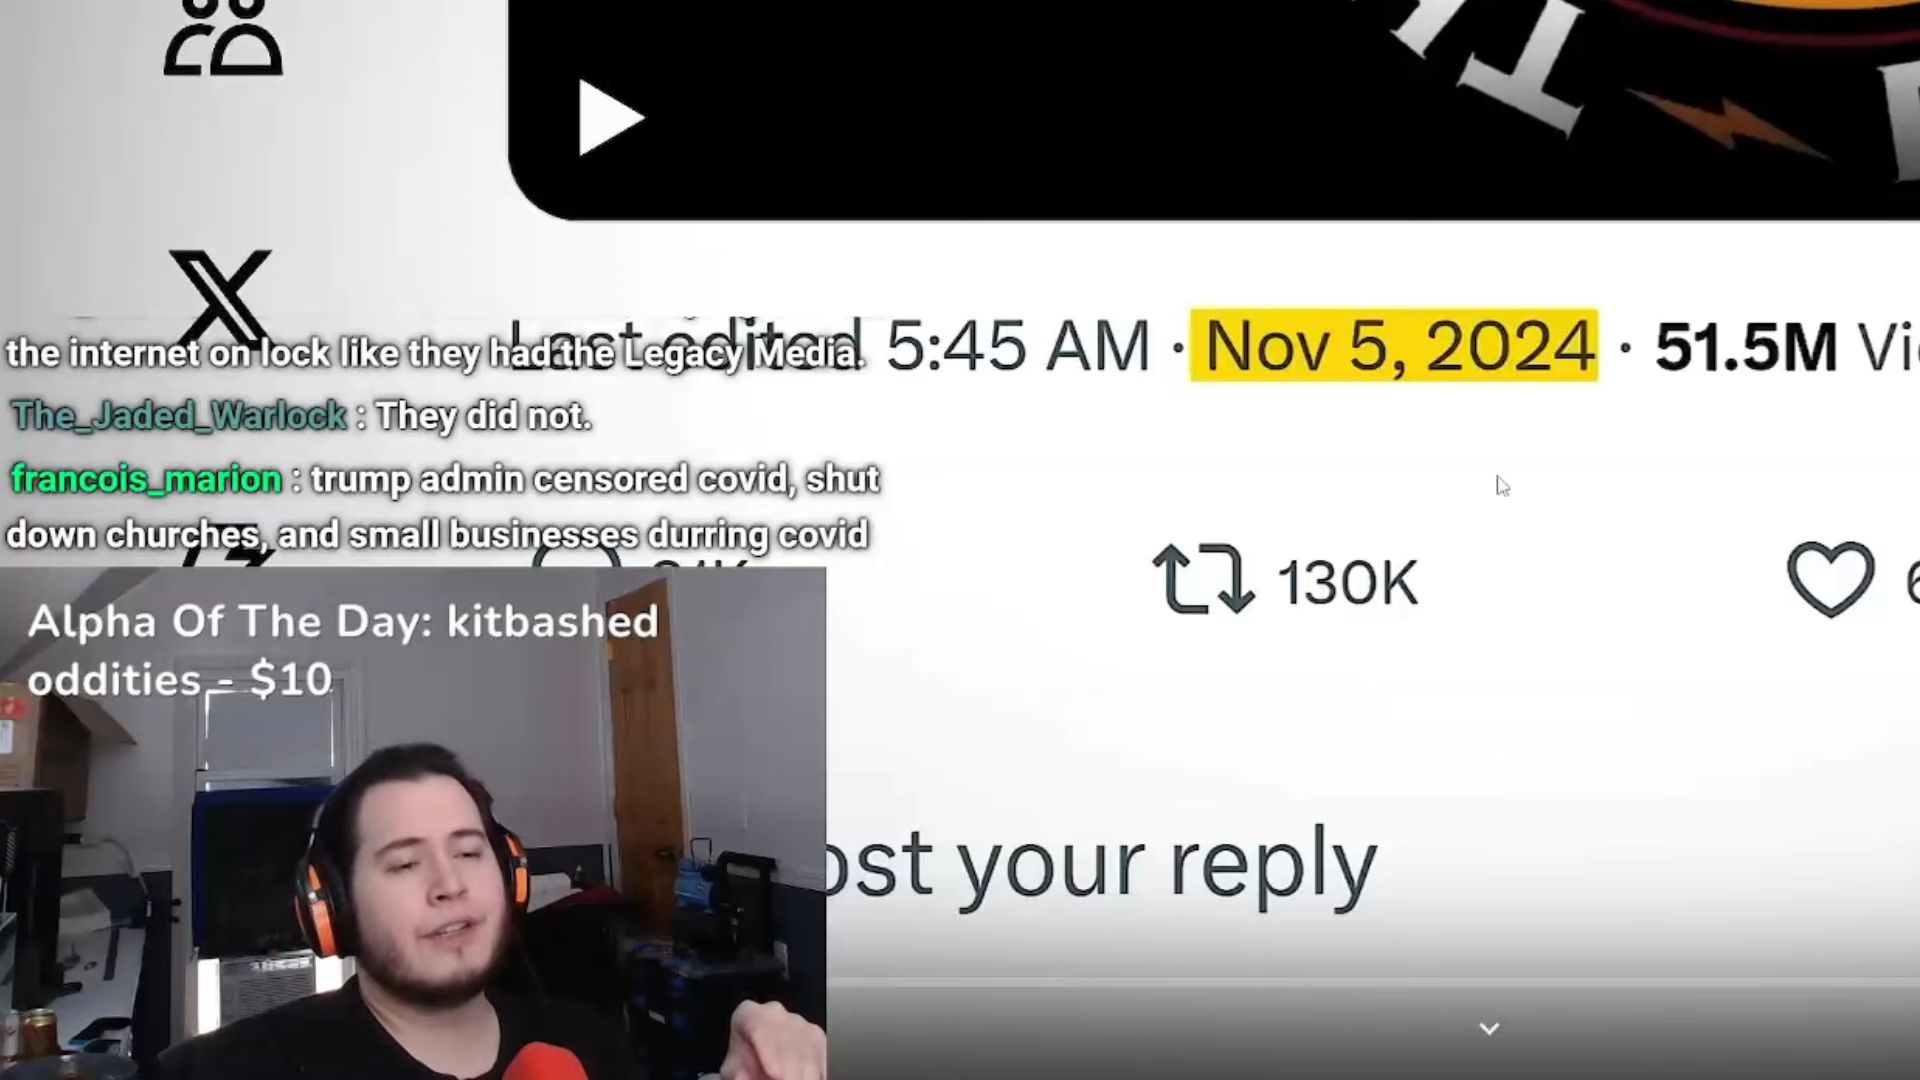 Last edited 5:45 AM · Nov 5, 2024 · 51.5M Vi
the internet on lock like they had the Legacy Media.
The_Jaded_Warlock : They did not.
francois_marion : trump admin censored covid, shut
down churches, and small businesses durring covid
130K
Alpha Of The Day: kitbashed
oddities - $10
ost your reply